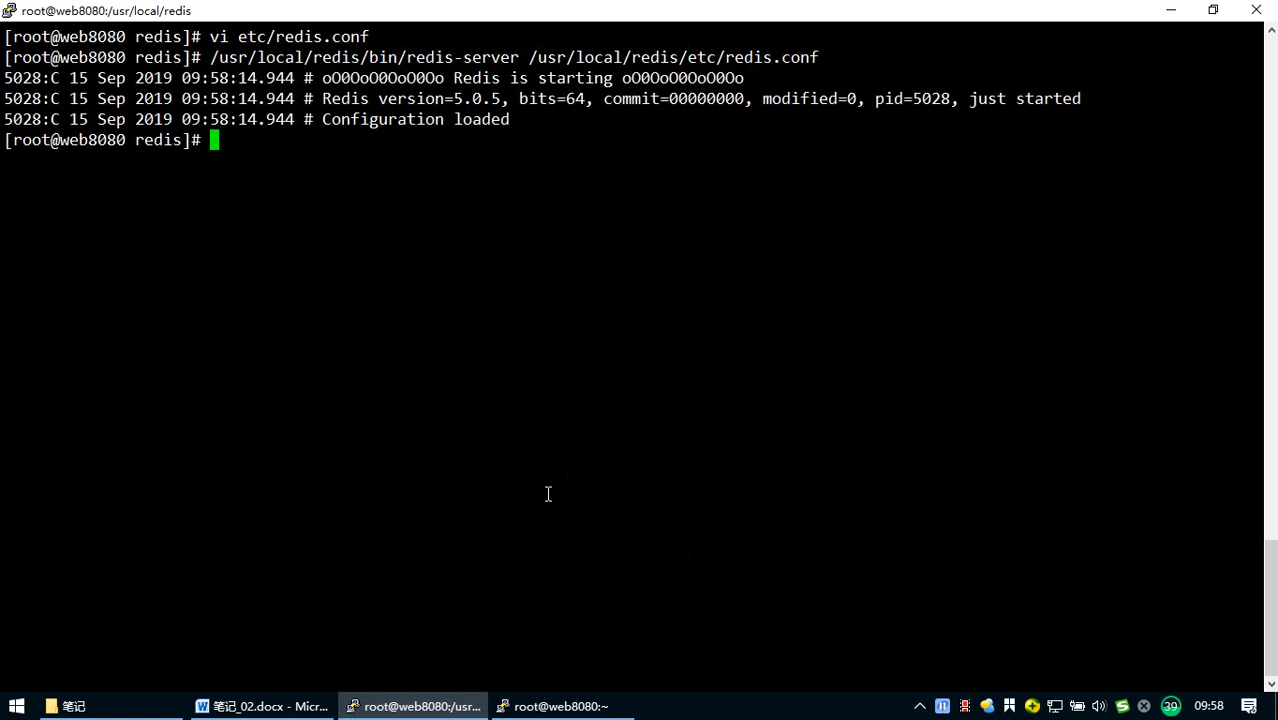 root@web8080:/usr/local/redis
[root@web8080 redis]# vi etc/redis.conf
[root@web8080 redis]# /usr/local/redis/bin/redis-server /usr/local/redis/etc/redis.conf
5028:C 15 Sep 2019 09:58:14.944 # oO0OoO0OoO0Oo Redis is starting oO0OoO0OoO0Oo
5028:C 15 Sep 2019 09:58:14.944 # Redis version=5.0.5, bits=64, commit=00000000, modified=0, pid=5028, just started
5028:C 15 Sep 2019 09:58:14.944 # Configuration loaded
[root@web8080 redis]#
笔记 笔记_02.docx - Micr... root@web8080:/usr... root@web8080:~ 39 09:58